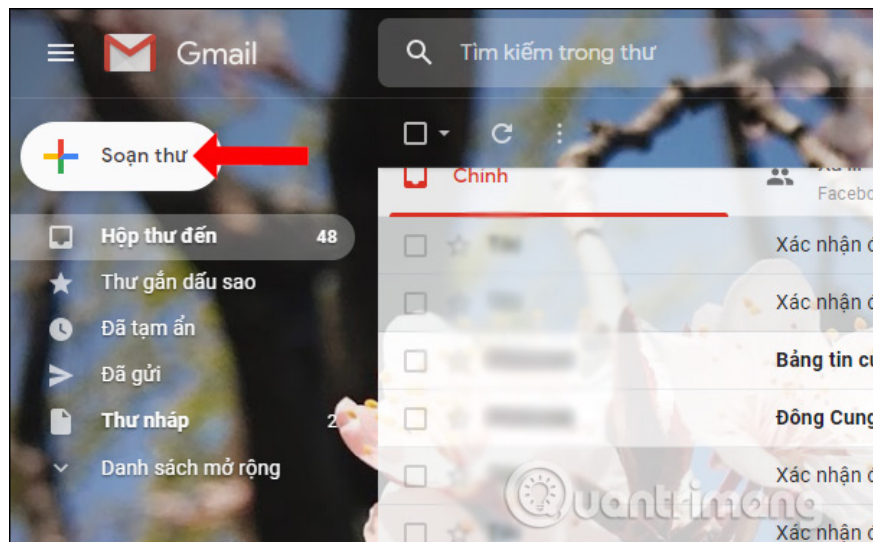 Gmail
Tìm kiếm trong thư
Soạn thư
Chính
Facebo
Hộp thư đến 48
Xác nhận đ
Thư gắn dấu sao
Đã tạm ẩn
Xác nhận đ
Đã gửi
Bảng tin cu
Thư nháp 2
Đông Cung
Danh sách mở rộng
Xác nhận đ
Quantrimang
Xác nhận đ